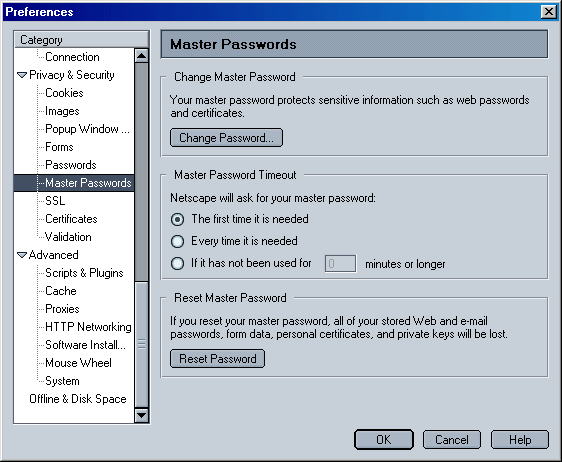 Preferences
Category
Connection
Privacy & Security
Cookies
Images
Popup Window ...
Forms
Passwords
Master Passwords
SSL
Certificates
Validation
Advanced
Scripts & Plugins
Cache
Proxies
HTTP Networking
Software Install...
Mouse Wheel
System
Offline & Disk Space
Master Passwords
Change Master Password
Your master password protects sensitive information such as web passwords
and certificates.
Change Password...
Master Password Timeout
Netscape will ask for your master password:
The first time it is needed
Every time it is needed
If it has not been used for 0 minutes or longer
Reset Master Password
If you reset your master password, all of your stored Web and e-mail
passwords, form data, personal certificates, and private keys will be lost.
Reset Password
OK Cancel Help